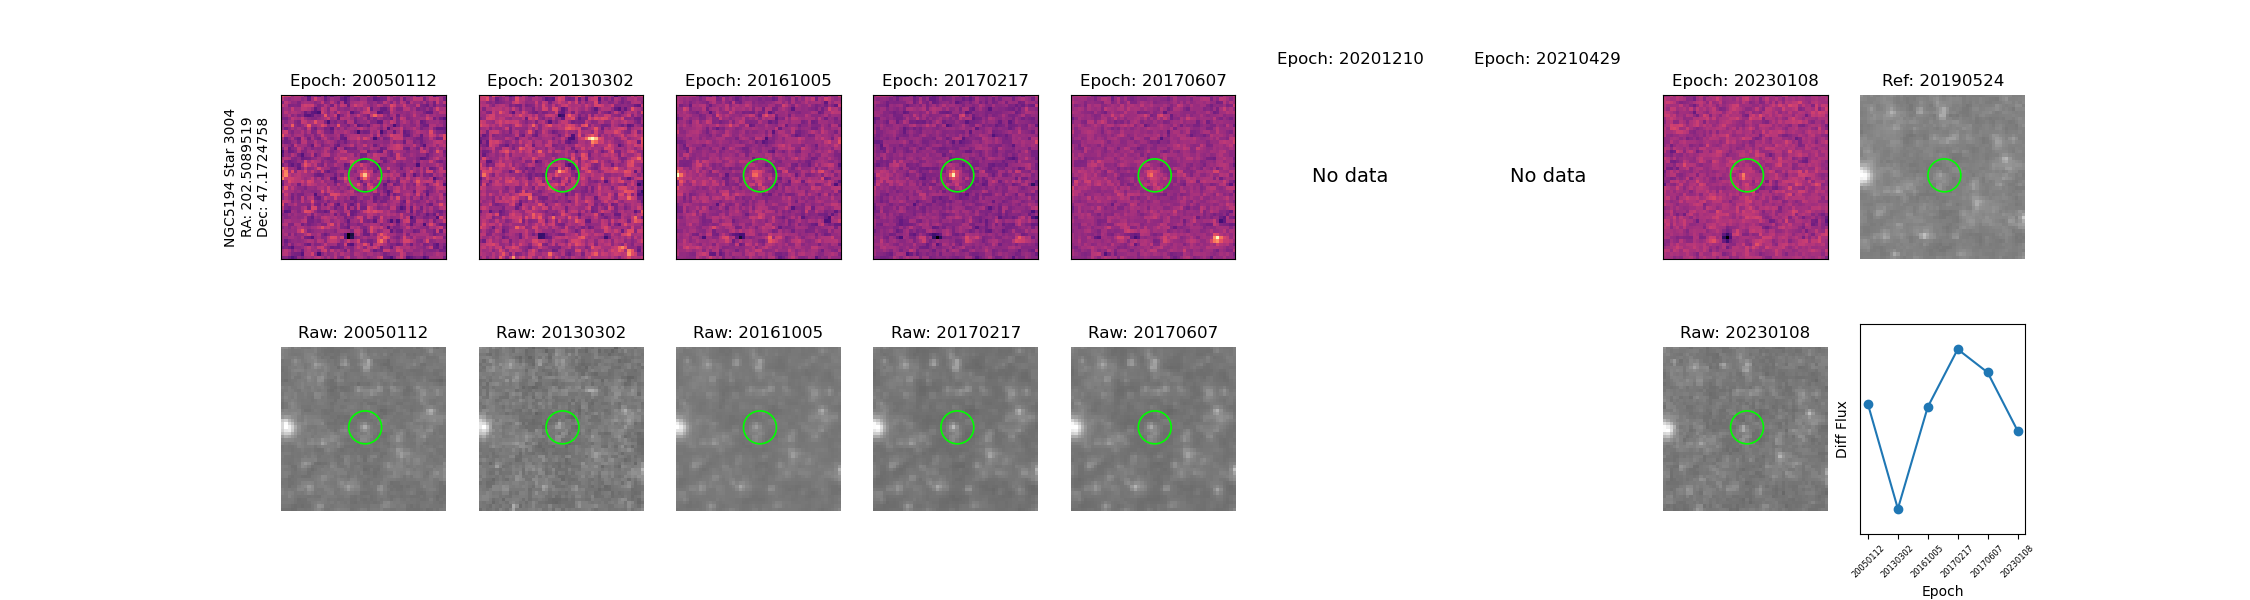 Epoch: 20050112
Epoch: 20130302
Epoch: 20161005
Epoch: 20170217
Epoch: 20170607
Epoch: 20201210
Epoch: 20210429
Epoch: 20230108
Ref: 20190524
NGC5194 Star 3004
RA: 202.5089519
Dec: 47.1724758
No data
No data
Raw: 20050112
Raw: 20130302
Raw: 20161005
Raw: 20170217
Raw: 20170607
Raw: 20230108
Diff Flux
20050112
20130302
20161005
20170217
20170607
20230108
Epoch